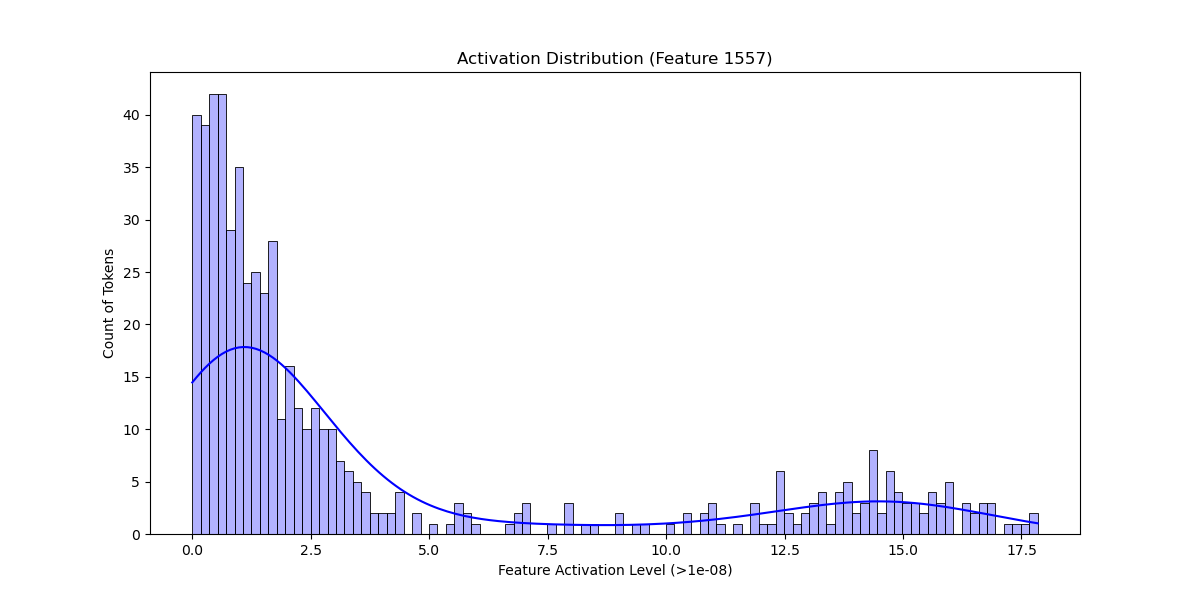 Activation Distribution (Feature 1557)
Count of Tokens
40
35
30
25
20
15
10
5
0
0.0 2.5 5.0 7.5 10.0 12.5 15.0 17.5
Feature Activation Level (>1e-08)